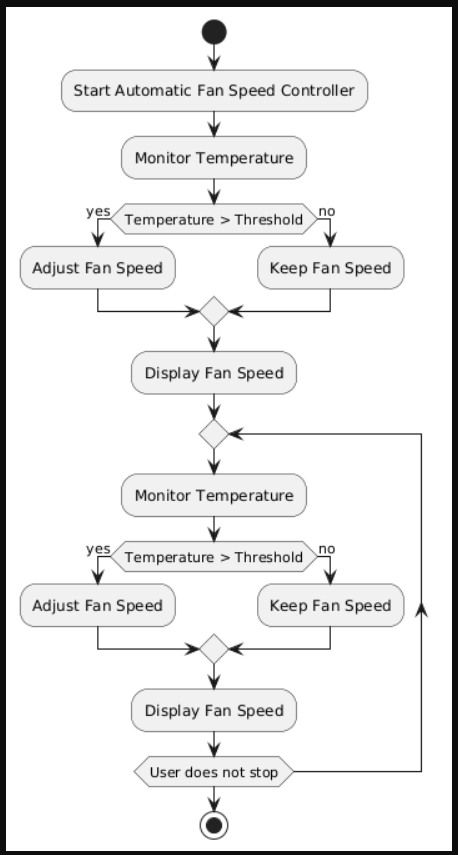 Start Automatic Fan Speed Controller
Monitor Temperature
yes
Temperature > Threshold
no
Adjust Fan Speed
Keep Fan Speed
Display Fan Speed
Monitor Temperature
yes
Temperature > Threshold
no
Adjust Fan Speed
Keep Fan Speed
Display Fan Speed
User does not stop